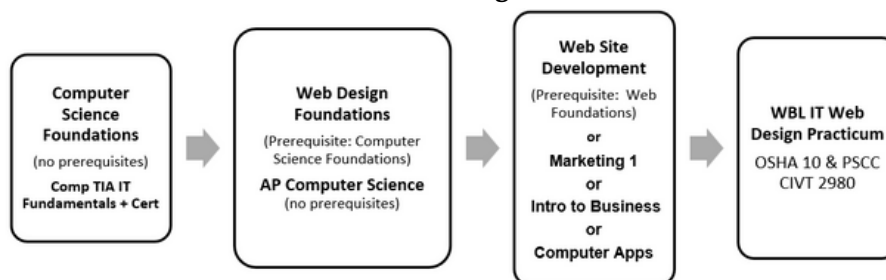 Computer
Science
Foundations
(no prerequisites)
Comp TIA IT
Fundamentals + Cert
Web Design
Foundations
(Prerequisite: Computer
Science Foundations)
AP Computer Science
(no prerequisites)
Web Site
Development
(Prerequisite: Web
Foundations)
or
Marketing 1
or
Intro to Business
or
Computer Apps
WBL IT Web
Design Practicum
OSHA 10 & PSCC
CIVT 2980